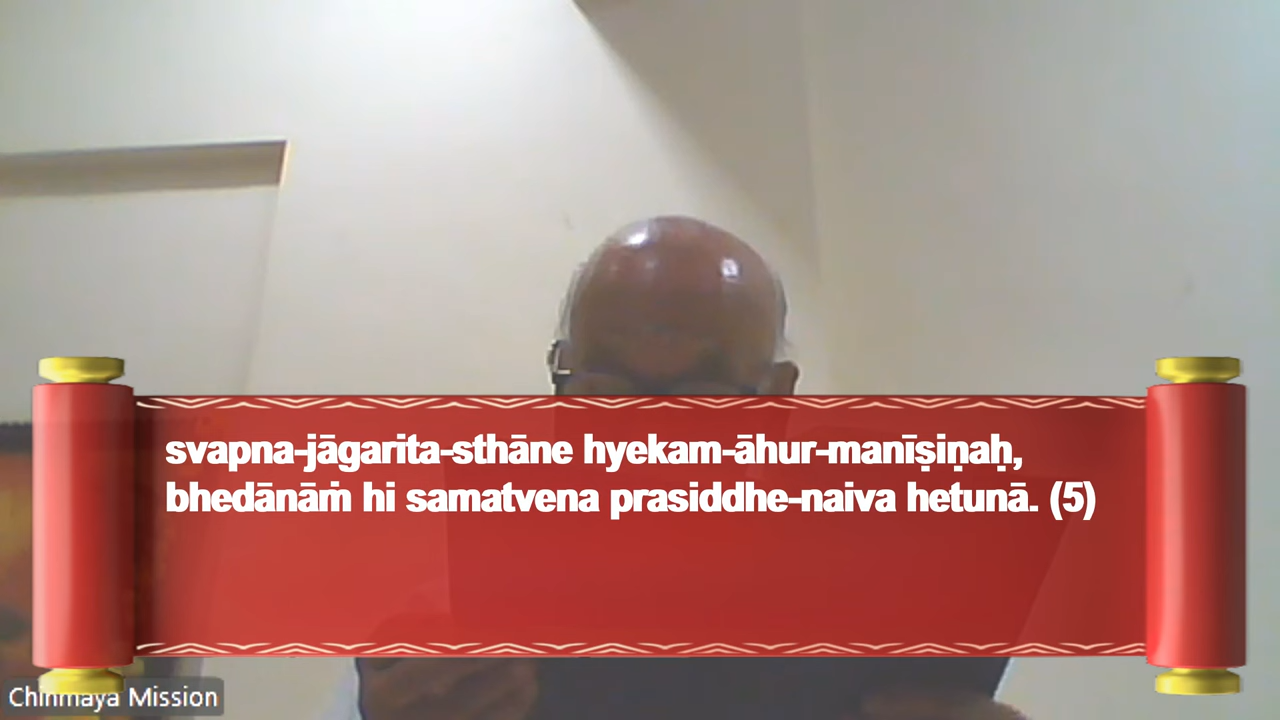 svapna-jāgarita-sthāne hyekam-āhur-manīṣiṇaḥ,
bhedānāṁ hi samatvena prasiddhe-naiva hetunā. (5)
Chinmaya Mission